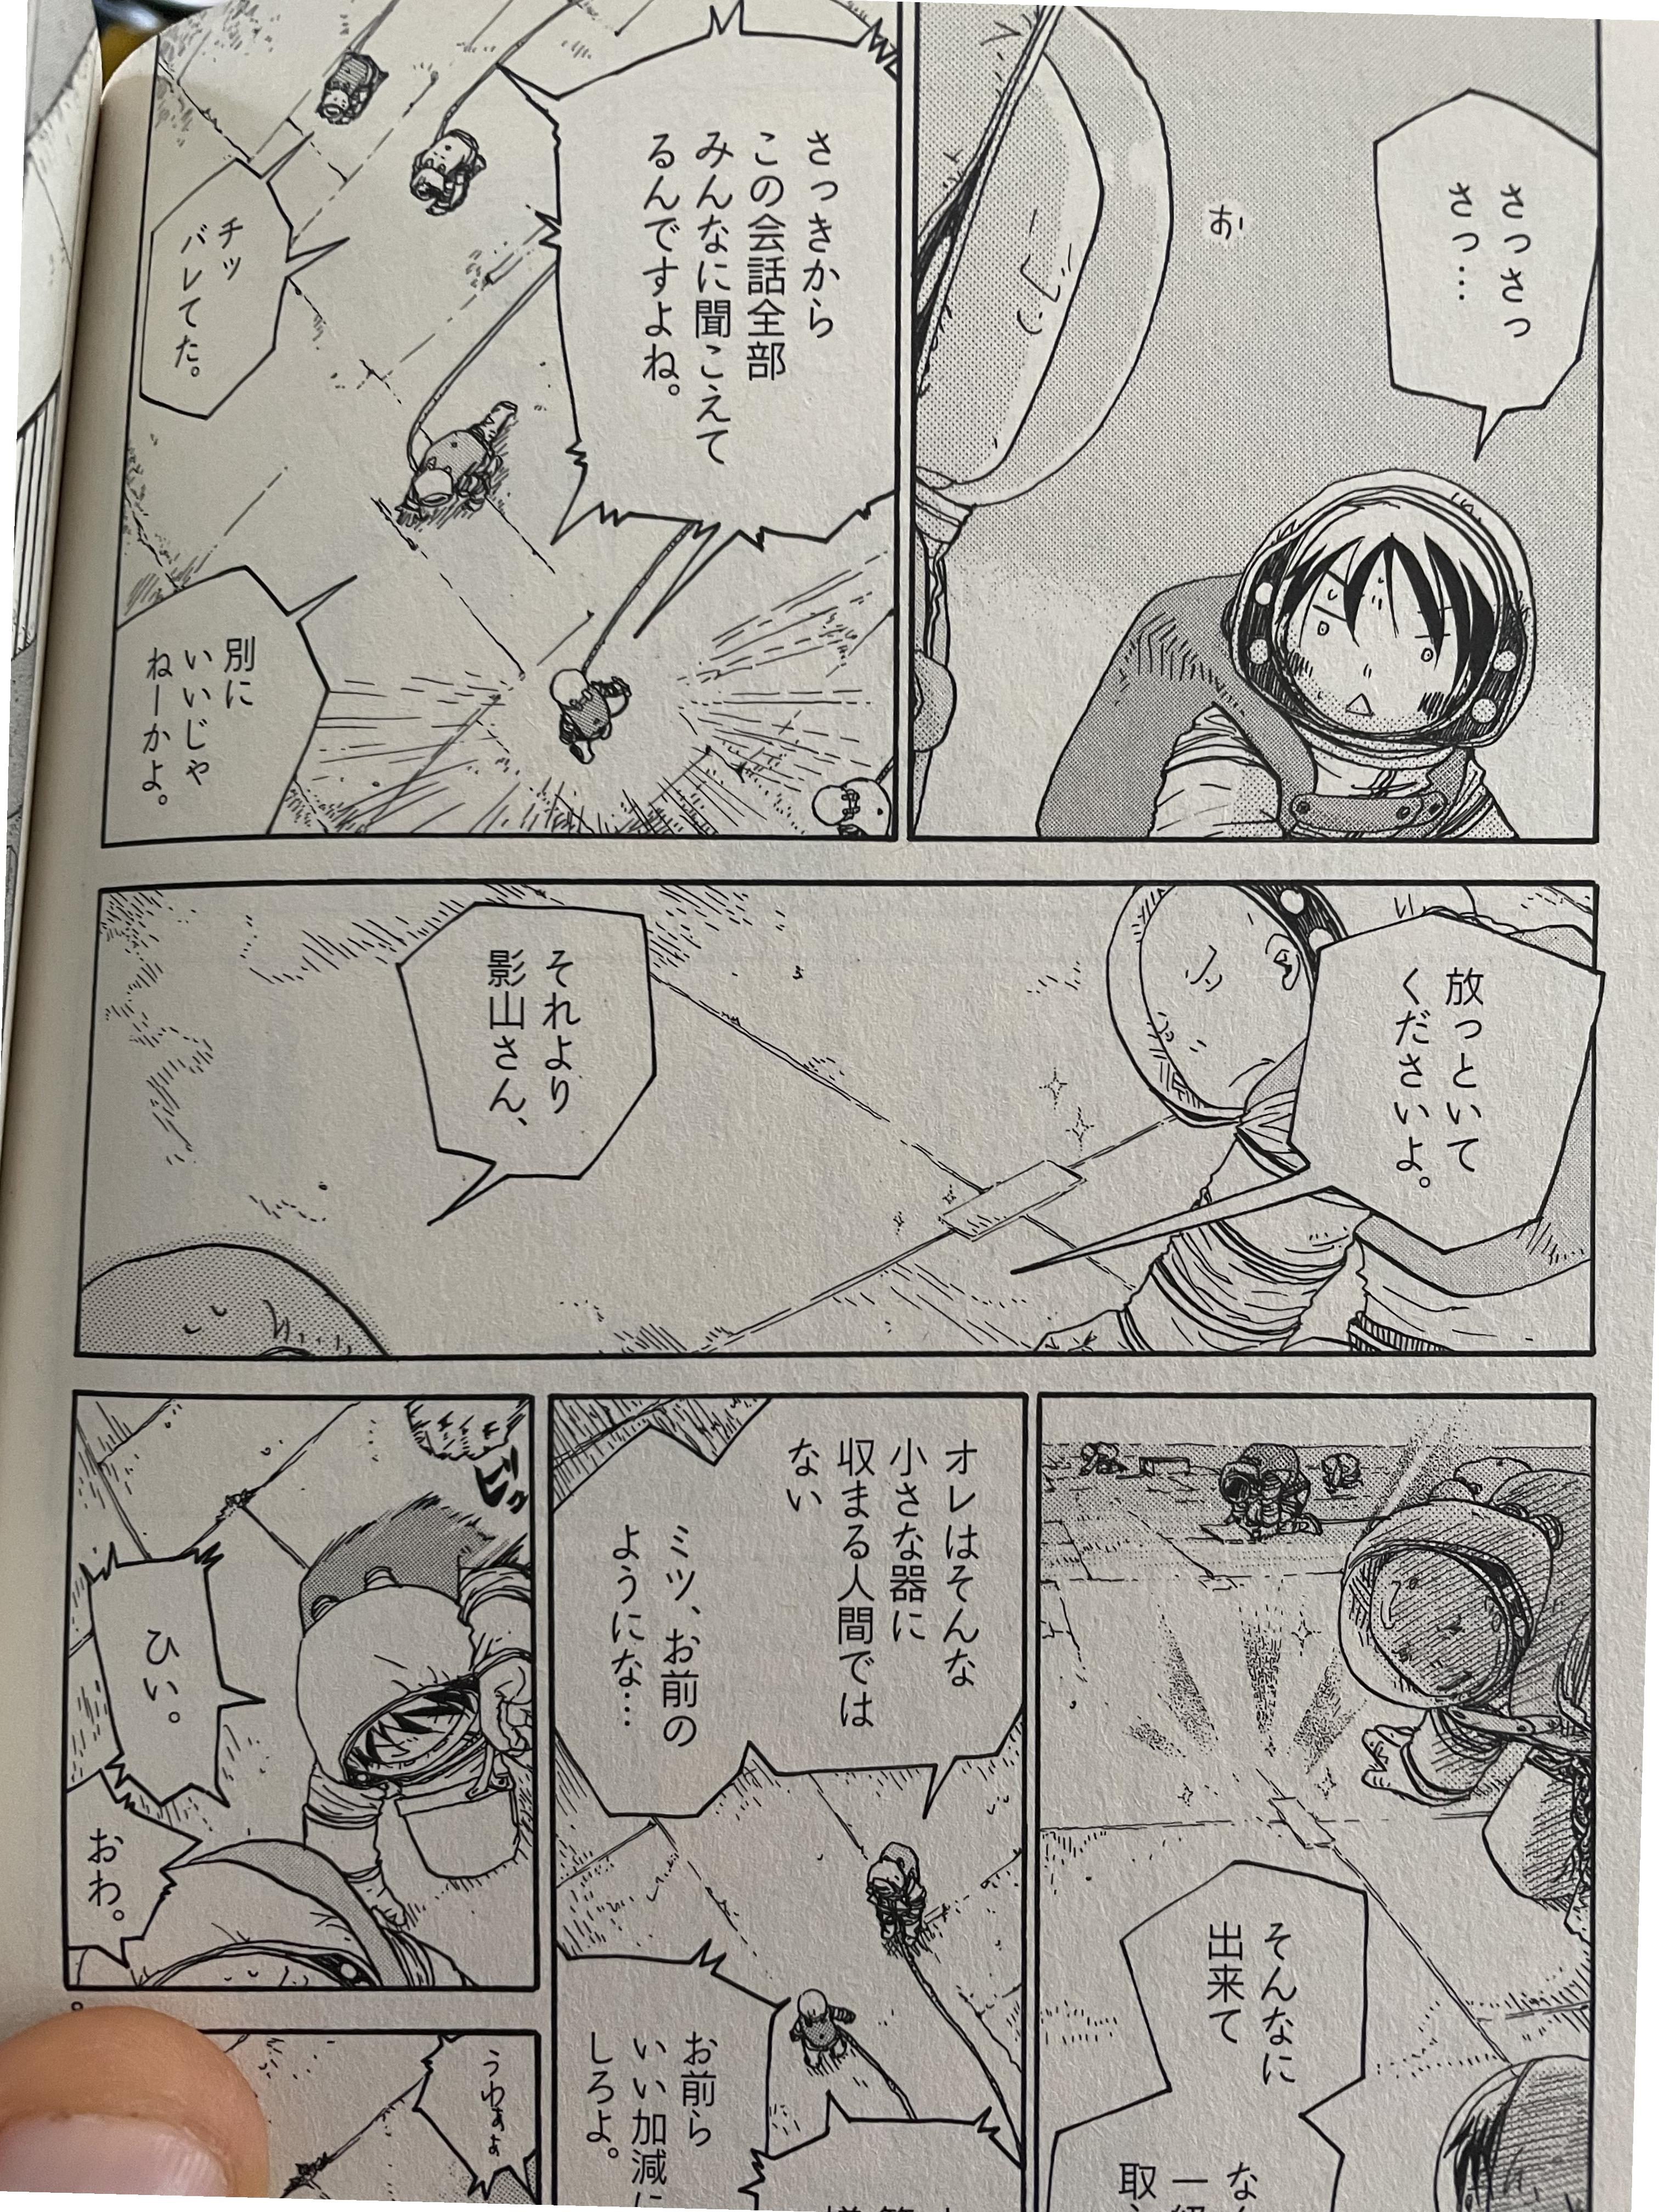 さっさっ
さっ…
お
さっきから
この会話全部
みんなに聞こえて
るんですよね。
チッ
バレてた。
別に
いいじゃ
ねーかよ。
放っといて
くださいよ。
それより
影山さん、
そんなに
出来て
オレはそんな
小さな器に
収まる人間では
ない
ミツ、お前の
ようにな…
お前ら
いい加減に
しろよ。
ビッ
ひい。
おわ。
うわぁぁ